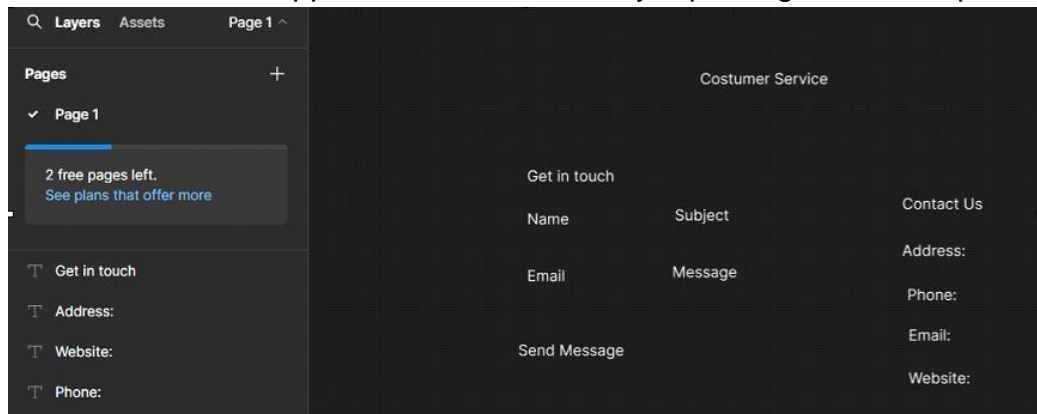 Layers Assets Page 1
Pages
Page 1
2 free pages left.
See plans that offer more
Get in touch
Address:
Website:
Phone:
Costumer Service
Get in touch
Name
Email
Subject
Message
Send Message
Contact Us
Address:
Phone:
Email:
Website: